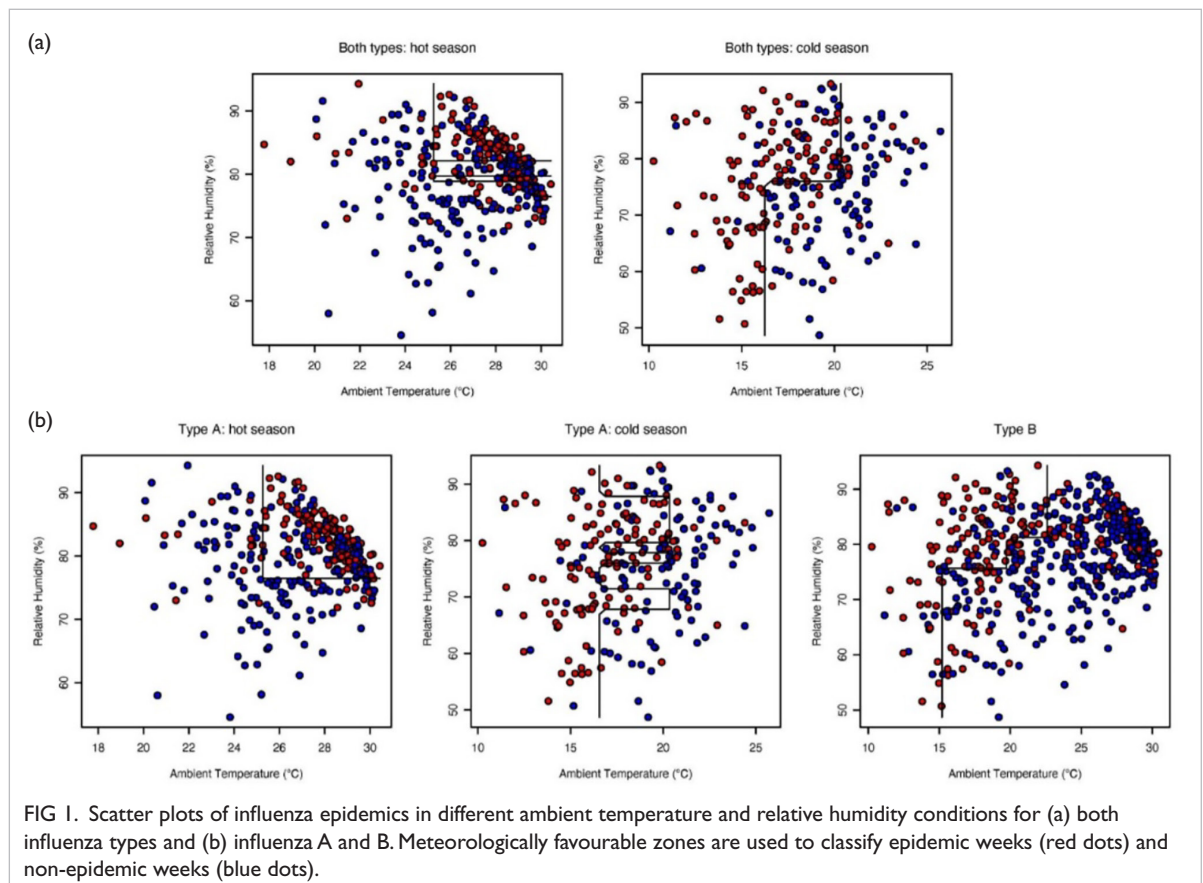 (a)
Both types: hot season
Both types: cold season
Relative Humidity (%)
90
80
70
60
18 20 22 24 26 28 30
Ambient Temperature (°C)
Relative Humidity (%)
90
80
70
60
50
10 15 20 25
Ambient Temperature (°C)
(b)
Type A: hot season
Type A: cold season
Type B
Relative Humidity (%)
90
80
70
60
18 20 22 24 26 28 30
Ambient Temperature (°C)
Relative Humidity (%)
90
80
70
60
50
10 15 20 25
Ambient Temperature (°C)
Relative Humidity (%)
90
80
70
60
50
10 15 20 25 30
Ambient Temperature (°C)
FIG 1. Scatter plots of influenza epidemics in different ambient temperature and relative humidity conditions for (a) both
influenza types and (b) influenza A and B. Meteorologically favourable zones are used to classify epidemic weeks (red dots) and
non-epidemic weeks (blue dots).